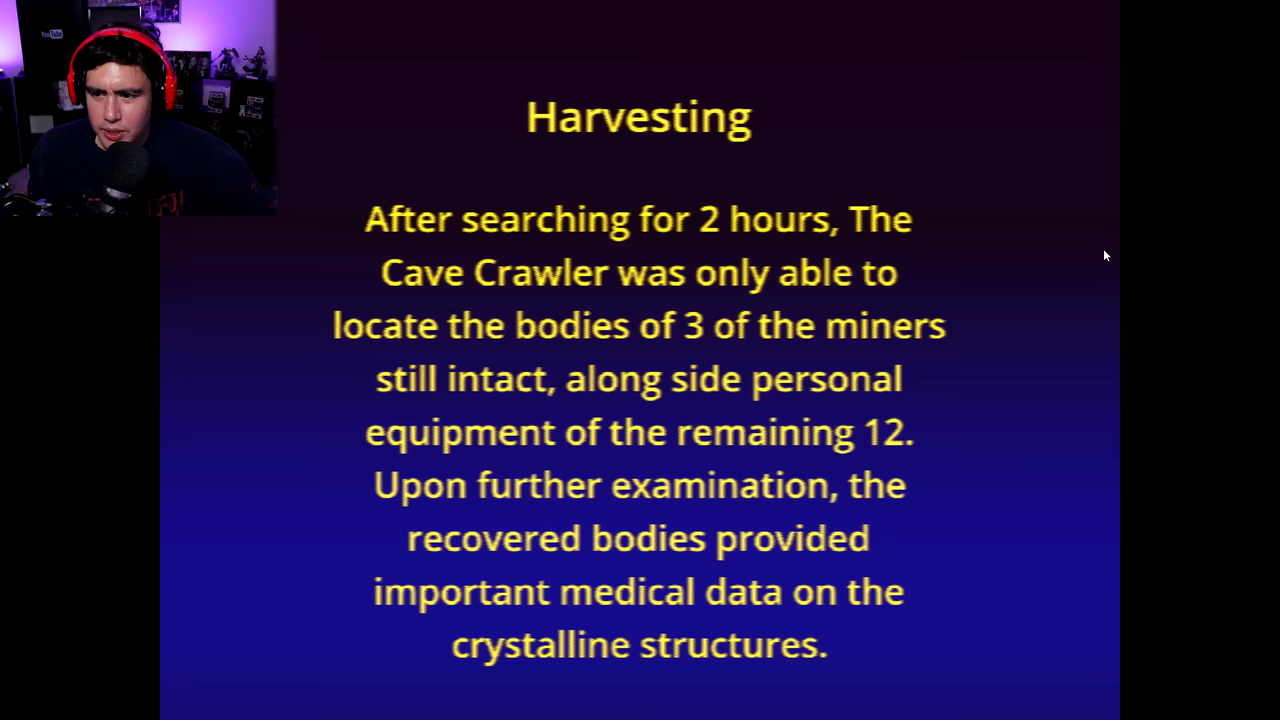 YouTube
Harvesting
After searching for 2 hours, The
Cave Crawler was only able to
locate the bodies of 3 of the miners
still intact, along side personal
equipment of the remaining 12.
Upon further examination, the
recovered bodies provided
important medical data on the
crystalline structures.